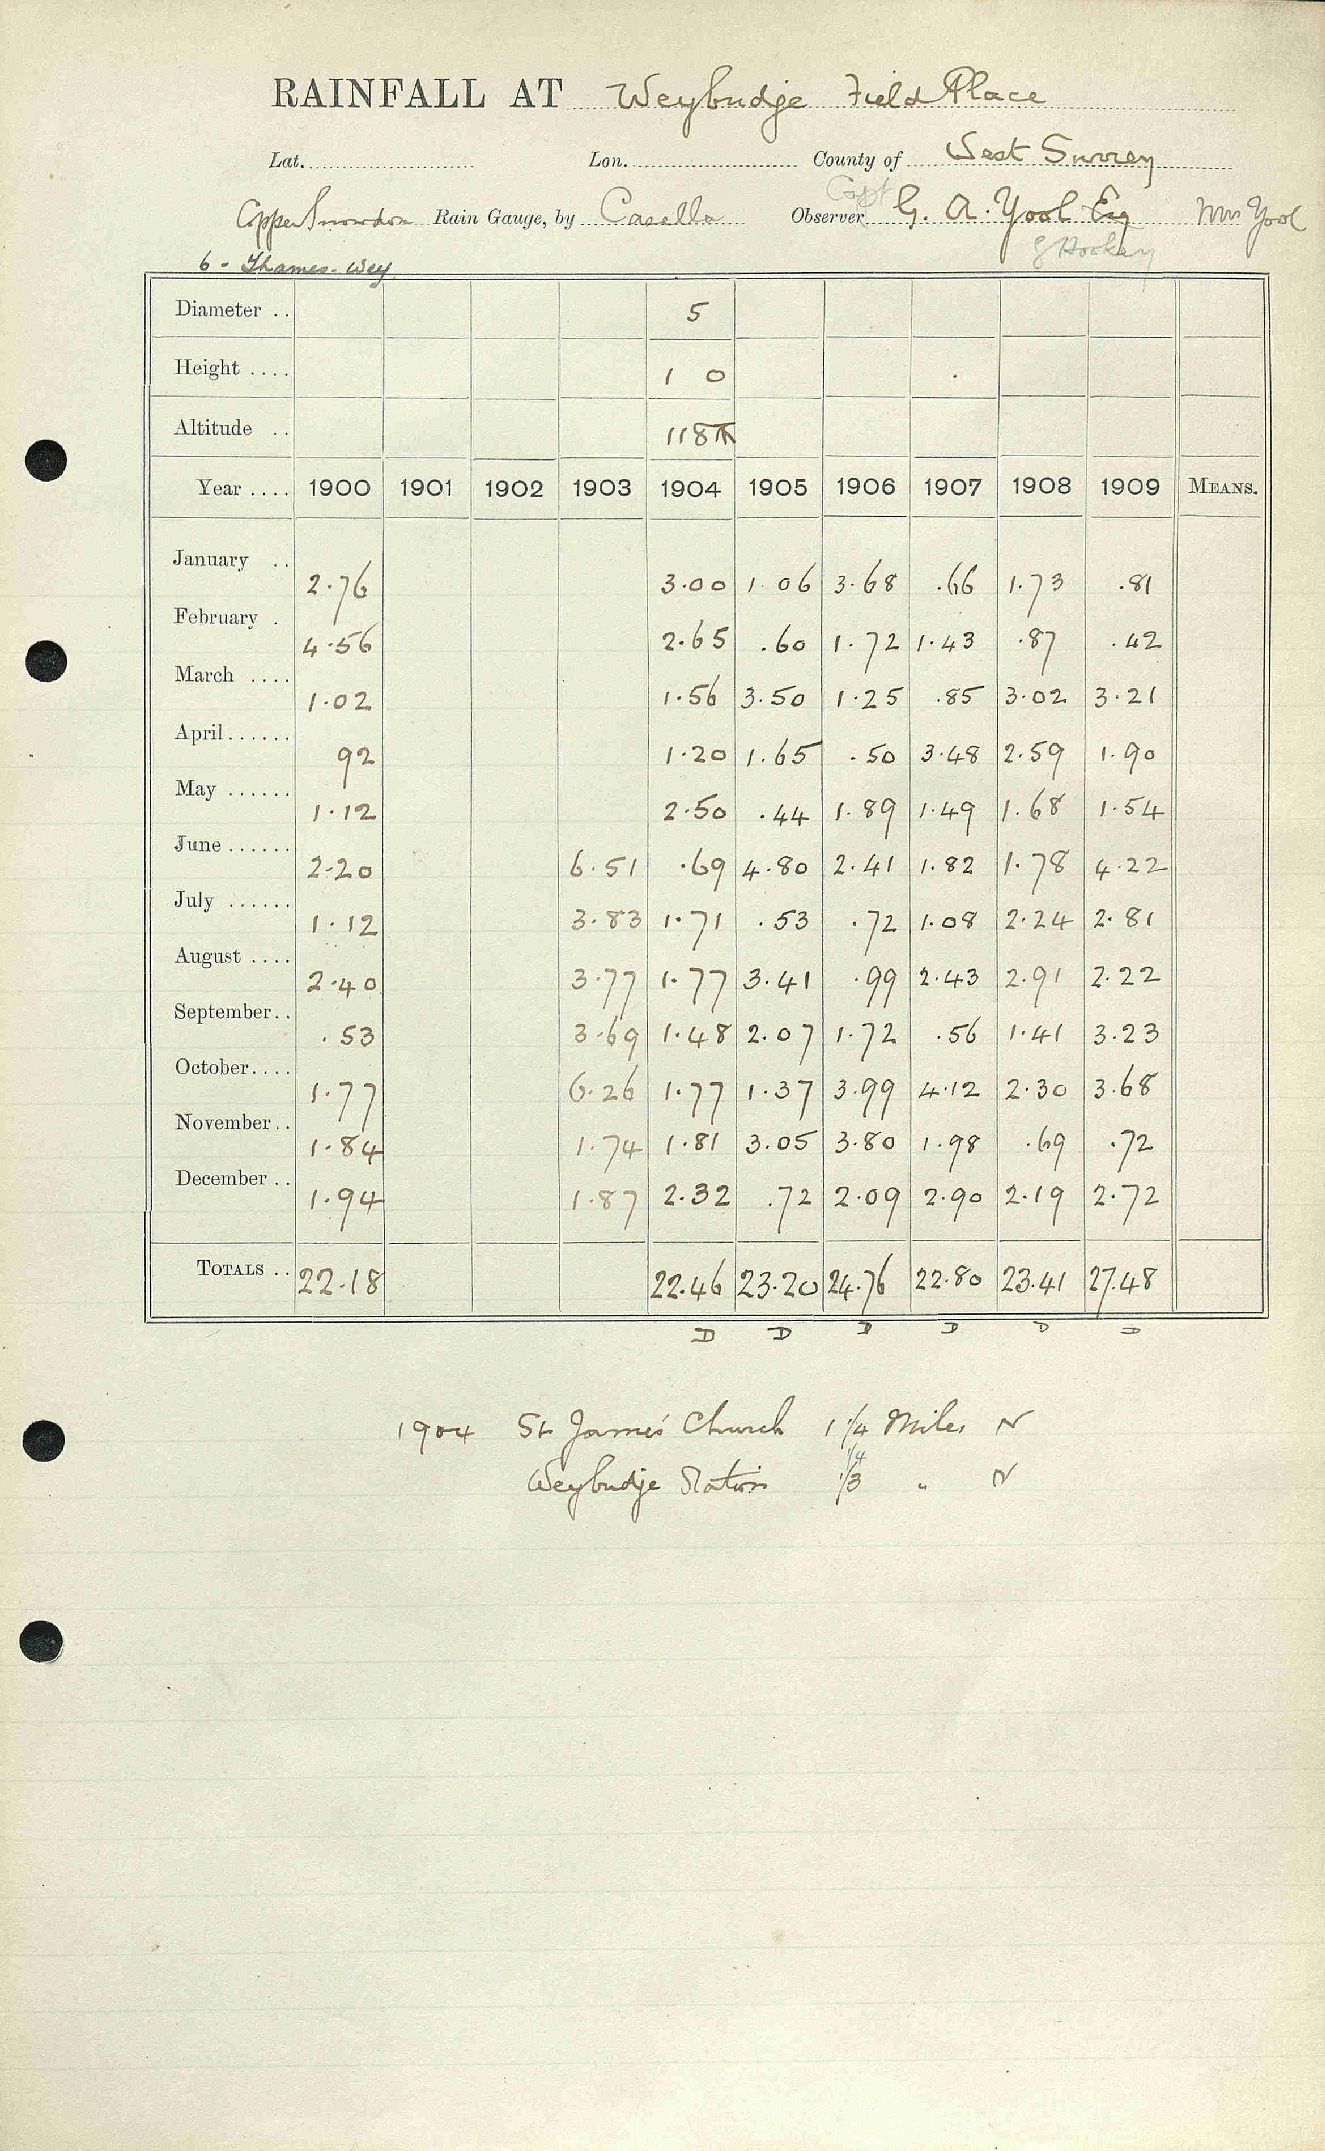 RAINFALL AT Weybridge Field Place
Lat. Lon. County of West Surrey
Capt
Copper Snowdon Rain Gauge, by Casella Observer G. A. Yool Esq Mrs Yool
G Hookey
6 - Thames - Wey
Diameter .. 5
Height .... 1 0
Altitude .. 118
Year .... 1900 1901 1902 1903 1904 1905 1906 1907 1908 1909 MEANS.
January .. 2.76 3.00 1.06 3.68 .66 1.73 .81
February . 4.56 2.65 .60 1.72 1.43 .87 .42
March .... 1.02 1.56 3.50 1.25 .85 3.02 3.21
April...... 92 1.20 1.65 .50 3.48 2.59 1.90
May ...... 1.12 2.50 .44 1.89 1.49 1.68 1.54
June ...... 2.20 6.51 .69 4.80 2.41 1.82 1.78 4.22
July ...... 1.12 3.83 1.71 .53 .72 1.08 2.24 2.81
August .... 2.40 3.77 1.77 3.41 .99 2.43 2.91 2.22
September.. .53 3.69 1.48 2.07 1.72 .56 1.41 3.23
October.... 1.77 6.26 1.77 1.37 3.99 4.12 2.30 3.68
November.. 1.84 1.74 1.81 3.05 3.80 1.98 .69 .72
December .. 1.94 1.87 2.32 .72 2.09 2.90 2.19 2.72
TOTALS .. 22.18 22.46 23.20 24.76 22.80 23.41 27.48
D D D D D D
1904 St James' Church 1 1/4 Miles N
1/4
Weybridge Station 1/3 " N